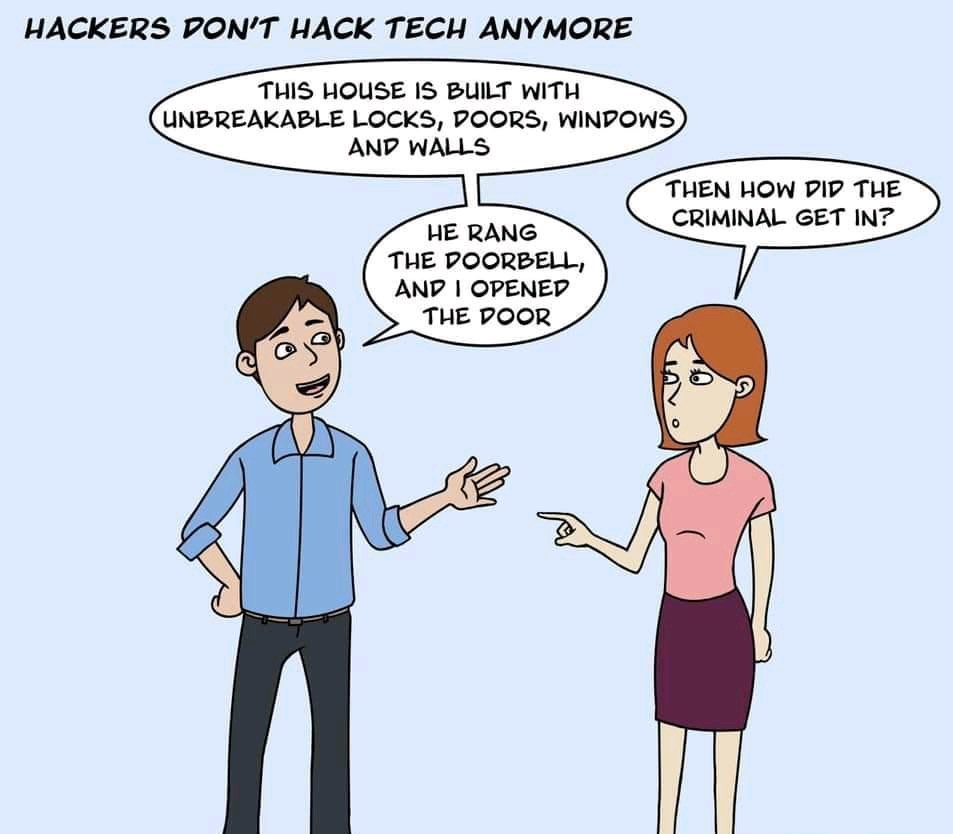 HACKERS DON'T HACK TECH ANYMORE
THIS HOUSE IS BUILT WITH
UNBREAKABLE LOCKS, DOORS, WINDOWS
AND WALLS
THEN HOW DID THE
CRIMINAL GET IN?
HE RANG
THE DOORBELL,
AND I OPENED
THE DOOR